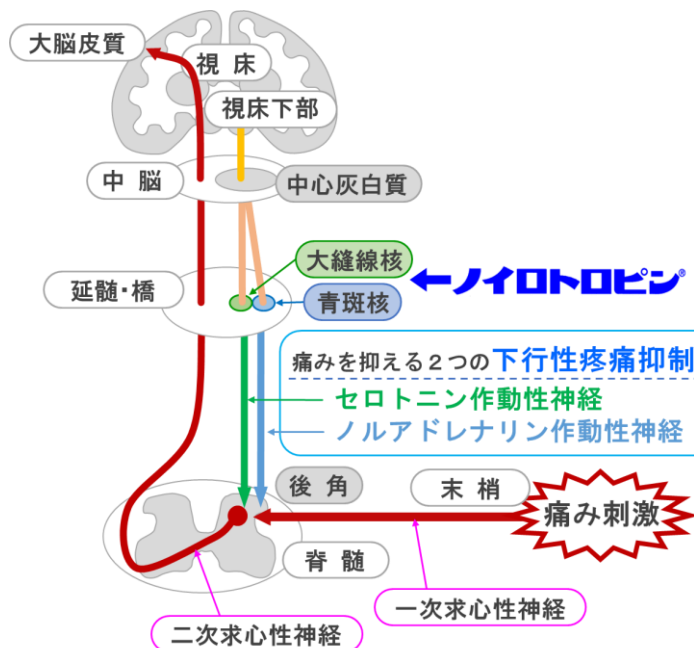 大脳皮質
視床
視床下部
中脳
中心灰白質
大縫線核
←ノイロトロピン®
延髄・橋
青斑核
痛みを抑える2つの下行性疼痛抑制
セロトニン作動性神経
ノルアドレナリン作動性神経
後角
末梢
痛み刺激
脊髄
一次求心性神経
二次求心性神経